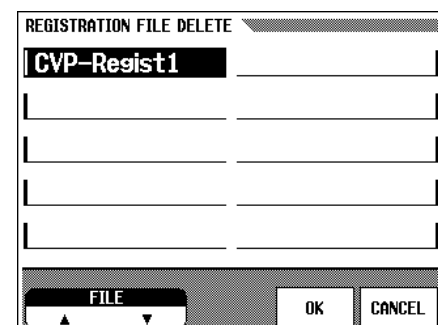 REGISTRATION FILE DELETE
CVP-Regist1
FILE
▲ ▼
OK
CANCEL